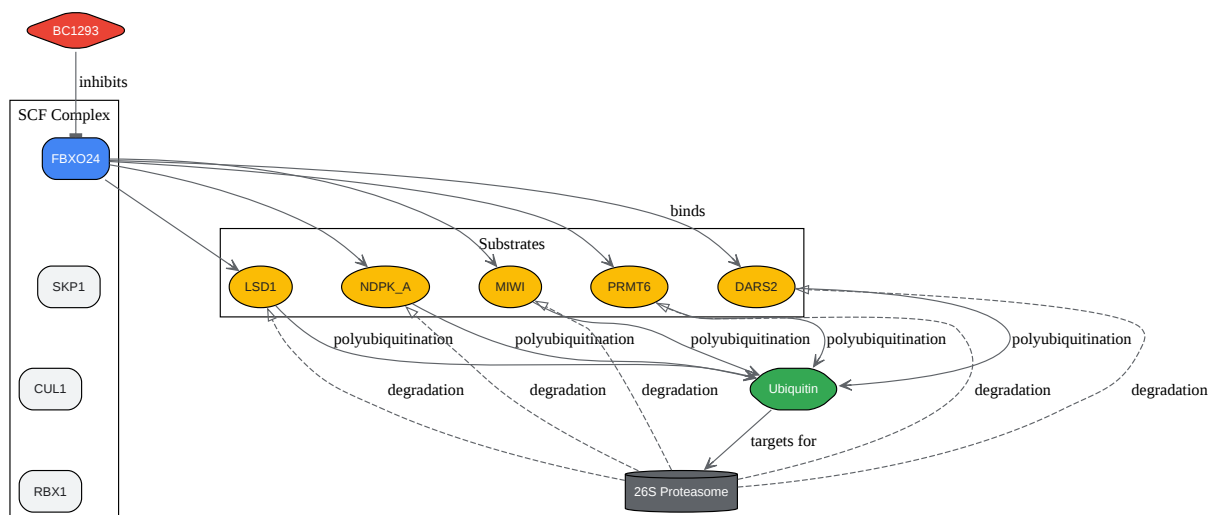 BC1293
inhibits
SCF Complex
FBXO24
binds
Substrates
SKP1
LSD1
NDPK_A
MIWI
PRMT6
DARS2
polyubiquitination
polyubiquitination
polyubiquitination
polyubiquitination
polyubiquitination
CUL1
degradation
degradation
degradation
Ubiquitin
degradation
degradation
targets for
RBX1
26S Proteasome